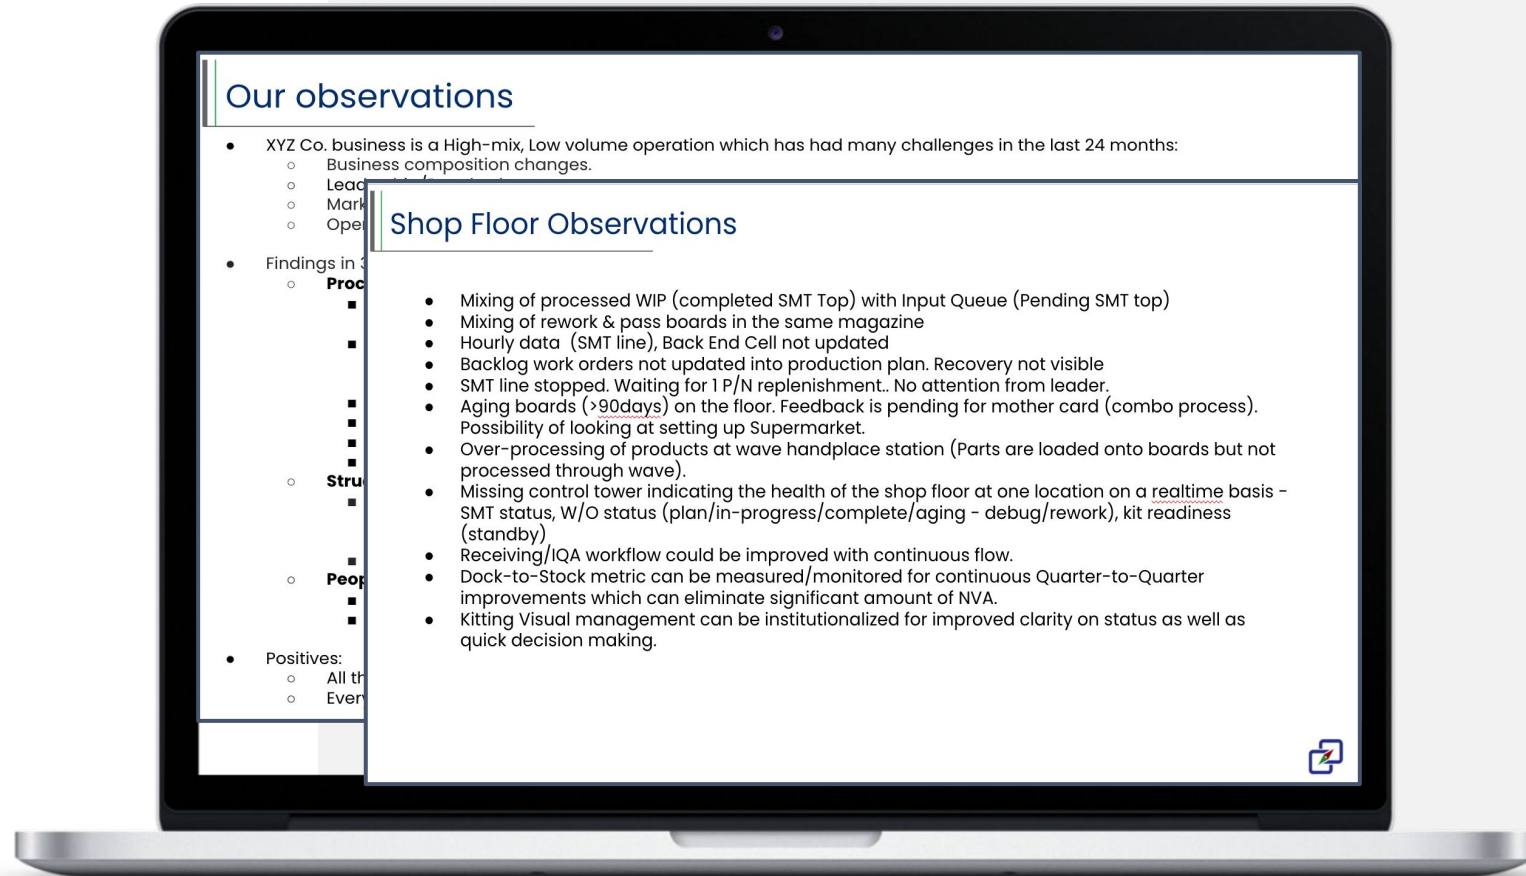 Our observations
● XYZ Co. business is a High-mix, Low volume operation which has had many challenges in the last 24 months:
○ Business composition changes.
○
○
○
● Findings in
○
■
■
■
■
■
■
○
■
■
○
■
■
● Positives:
○ All
○
Shop Floor Observations
● Mixing of processed WIP (completed SMT Top) with Input Queue (Pending SMT top)
● Mixing of rework & pass boards in the same magazine
● Hourly data  (SMT line), Back End Cell not updated
● Backlog work orders not updated into production plan. Recovery not visible
● SMT line stopped. Waiting for 1 P/N replenishment.. No attention from leader.
● Aging boards (>90days) on the floor. Feedback is pending for mother card (combo process).
Possibility of looking at setting up Supermarket.
● Over-processing of products at wave handplace station (Parts are loaded onto boards but not
processed through wave).
● Missing control tower indicating the health of the shop floor at one location on a realtime basis -
SMT status, W/O status (plan/in-progress/complete/aging - debug/rework), kit readiness
(standby)
● Receiving/IQA workflow could be improved with continuous flow.
● Dock-to-Stock metric can be measured/monitored for continuous Quarter-to-Quarter
improvements which can eliminate significant amount of NVA.
● Kitting Visual management can be institutionalized for improved clarity on status as well as
quick decision making.